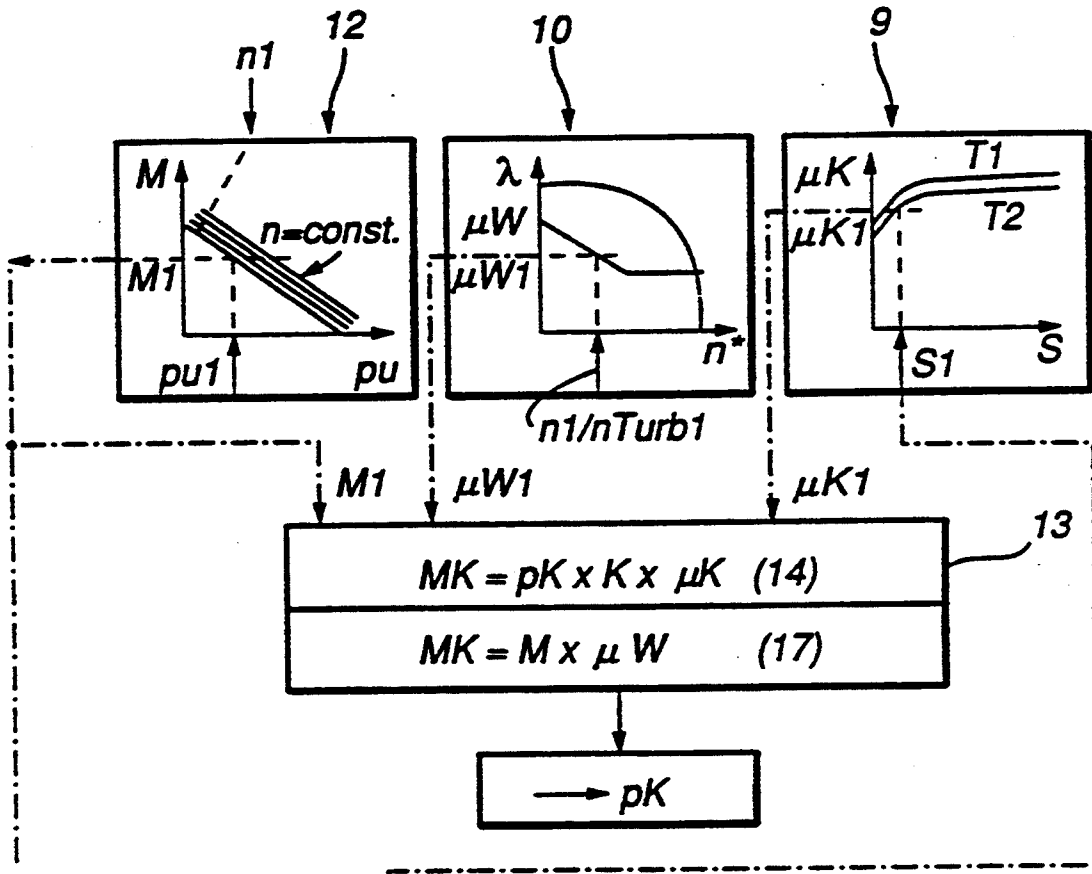 12
10
9
n1
M
n=const.
M1
pu1
pu
λ
μW
μW1
n*
n1/nTurb1
μK
T1
T2
μK1
S
S1
M1
μW1
μK1
13
MK = pK x K x μK (14)
MK = M x μ W (17)
pK